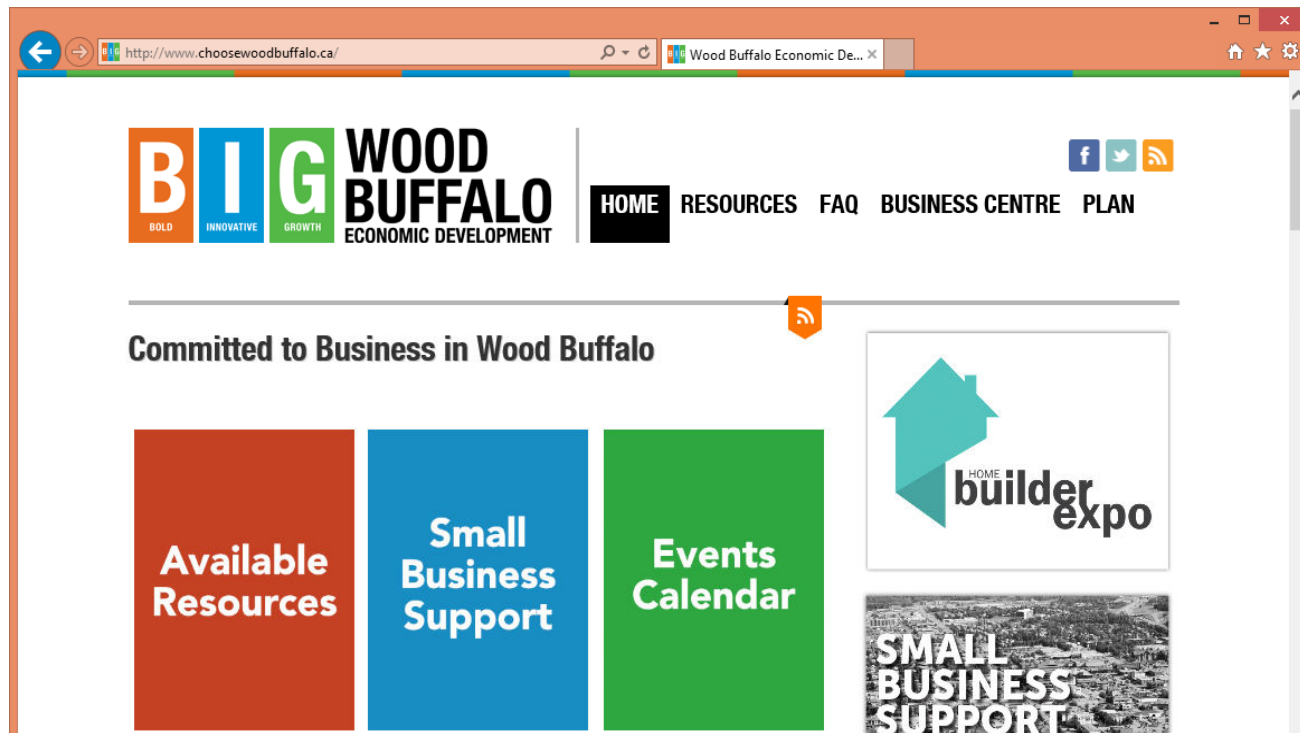 http://www.choosewoodbuffalo.ca/
Wood Buffalo Economic De...
B I G
BOLD INNOVATIVE GROWTH
WOOD
BUFFALO
ECONOMIC DEVELOPMENT
f
HOME RESOURCES FAQ BUSINESS CENTRE PLAN
Committed to Business in Wood Buffalo
Available
Resources
Small
Business
Support
Events
Calendar
HOME
builder
expo
SMALL
BUSINESS
SUPPORT